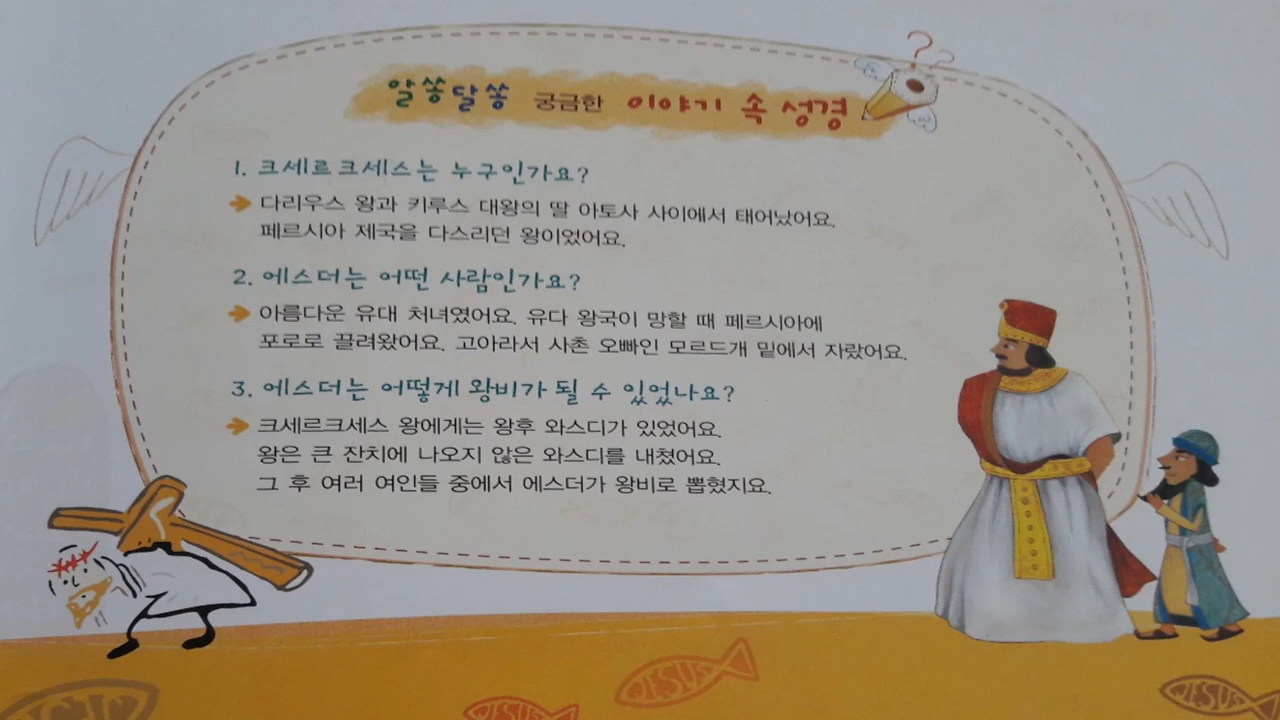 알쏭달쏭 궁금한 이야기 속 성경
1. 크세르크세스는 누구인가요?
다리우스 왕과 키루스 대왕의 딸 아토사 사이에서 태어났어요.
페르시아 제국을 다스리던 왕이었어요.
2. 에스더는 어떤 사람인가요?
아름다운 유대 처녀였어요. 유다 왕국이 망할 때 페르시아에
포로로 끌려왔어요. 고아라서 사촌 오빠인 모르드개 밑에서 자랐어요.
3. 에스더는 어떻게 왕비가 될 수 있었나요?
크세르크세스 왕에게는 왕후 와스디가 있었어요.
왕은 큰 잔치에 나오지 않은 와스디를 내쳤어요.
그 후 여러 여인들 중에서 에스더가 왕비로 뽑혔지요.
JESUS
JESUS
JESUS